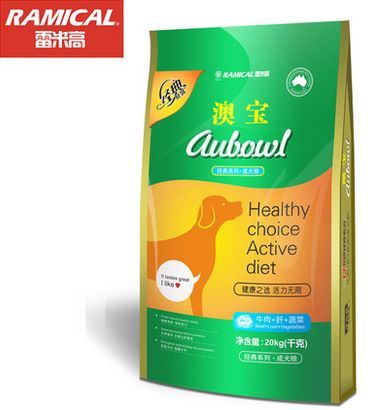 RAMICAL®
雷米高
RAMICAL 雷米高
经典
澳宝
aubowl
经典系列·成犬粮
Healthy
choice Active
diet
It tastes great
I like
健康之选 活力无限
牛肉+肝+蔬菜
Beef+Liver+Vegetables
净含量:20kg(千克)
经典系列·成犬粮